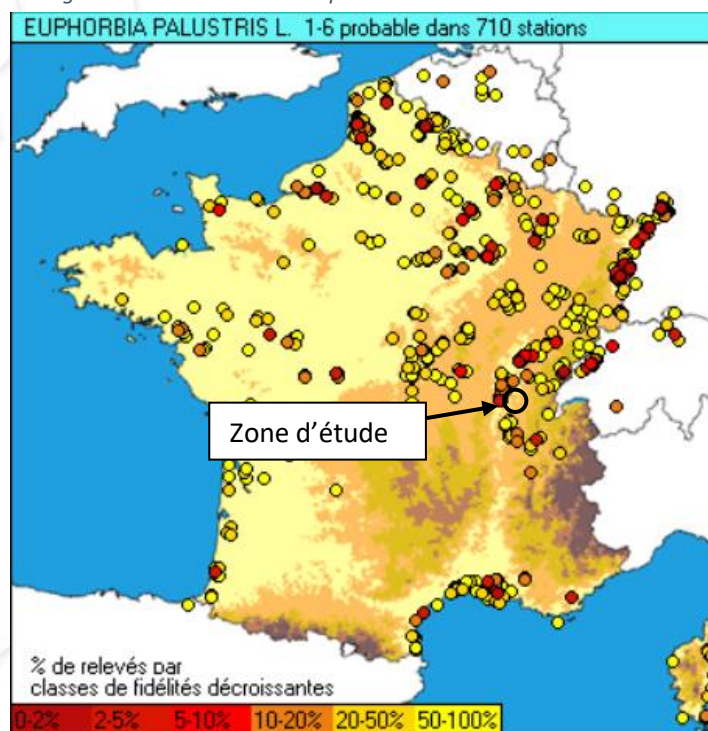 EUPHORBIA PALUSTRIS L. 1-6 probable dans 710 stations
Zone d'étude
% de relevés par
classes de fidélités décroissantes
0-2% 2-5% 5-10% 10-20% 20-50% 50-100%